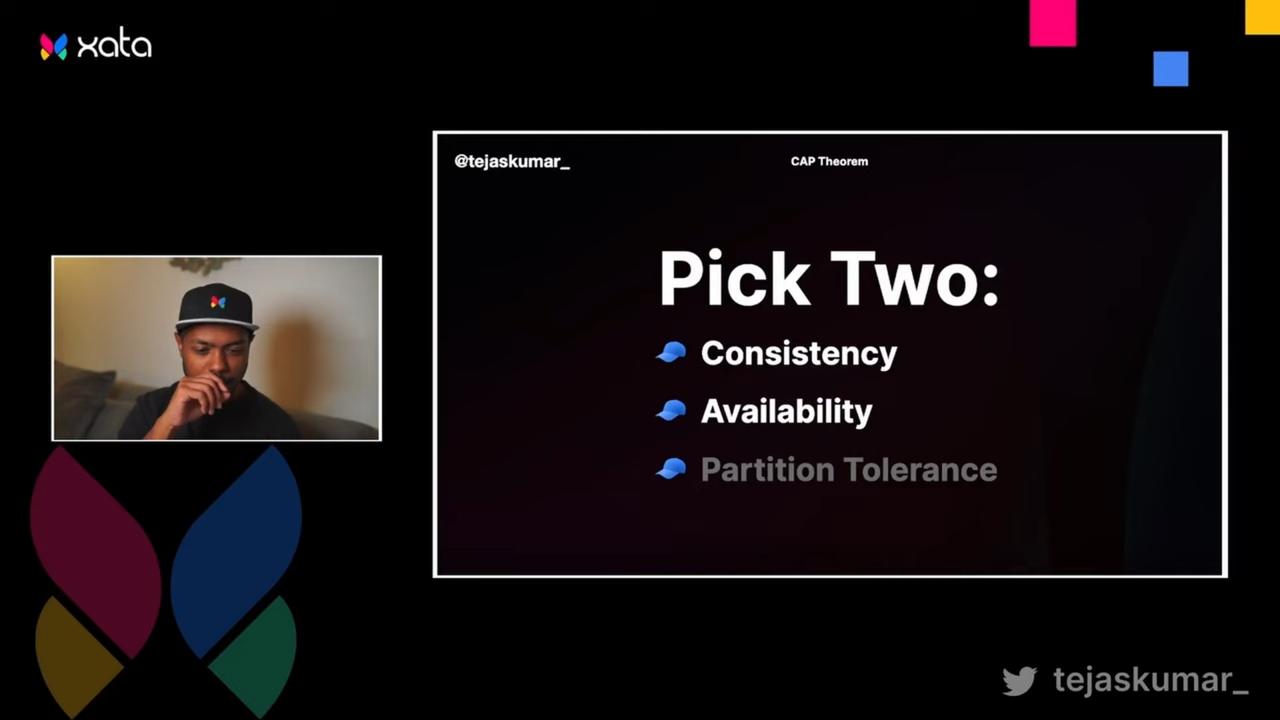 xata
@tejaskumar_
CAP Theorem
Pick Two:
Consistency
Availability
Partition Tolerance
tejaskumar_